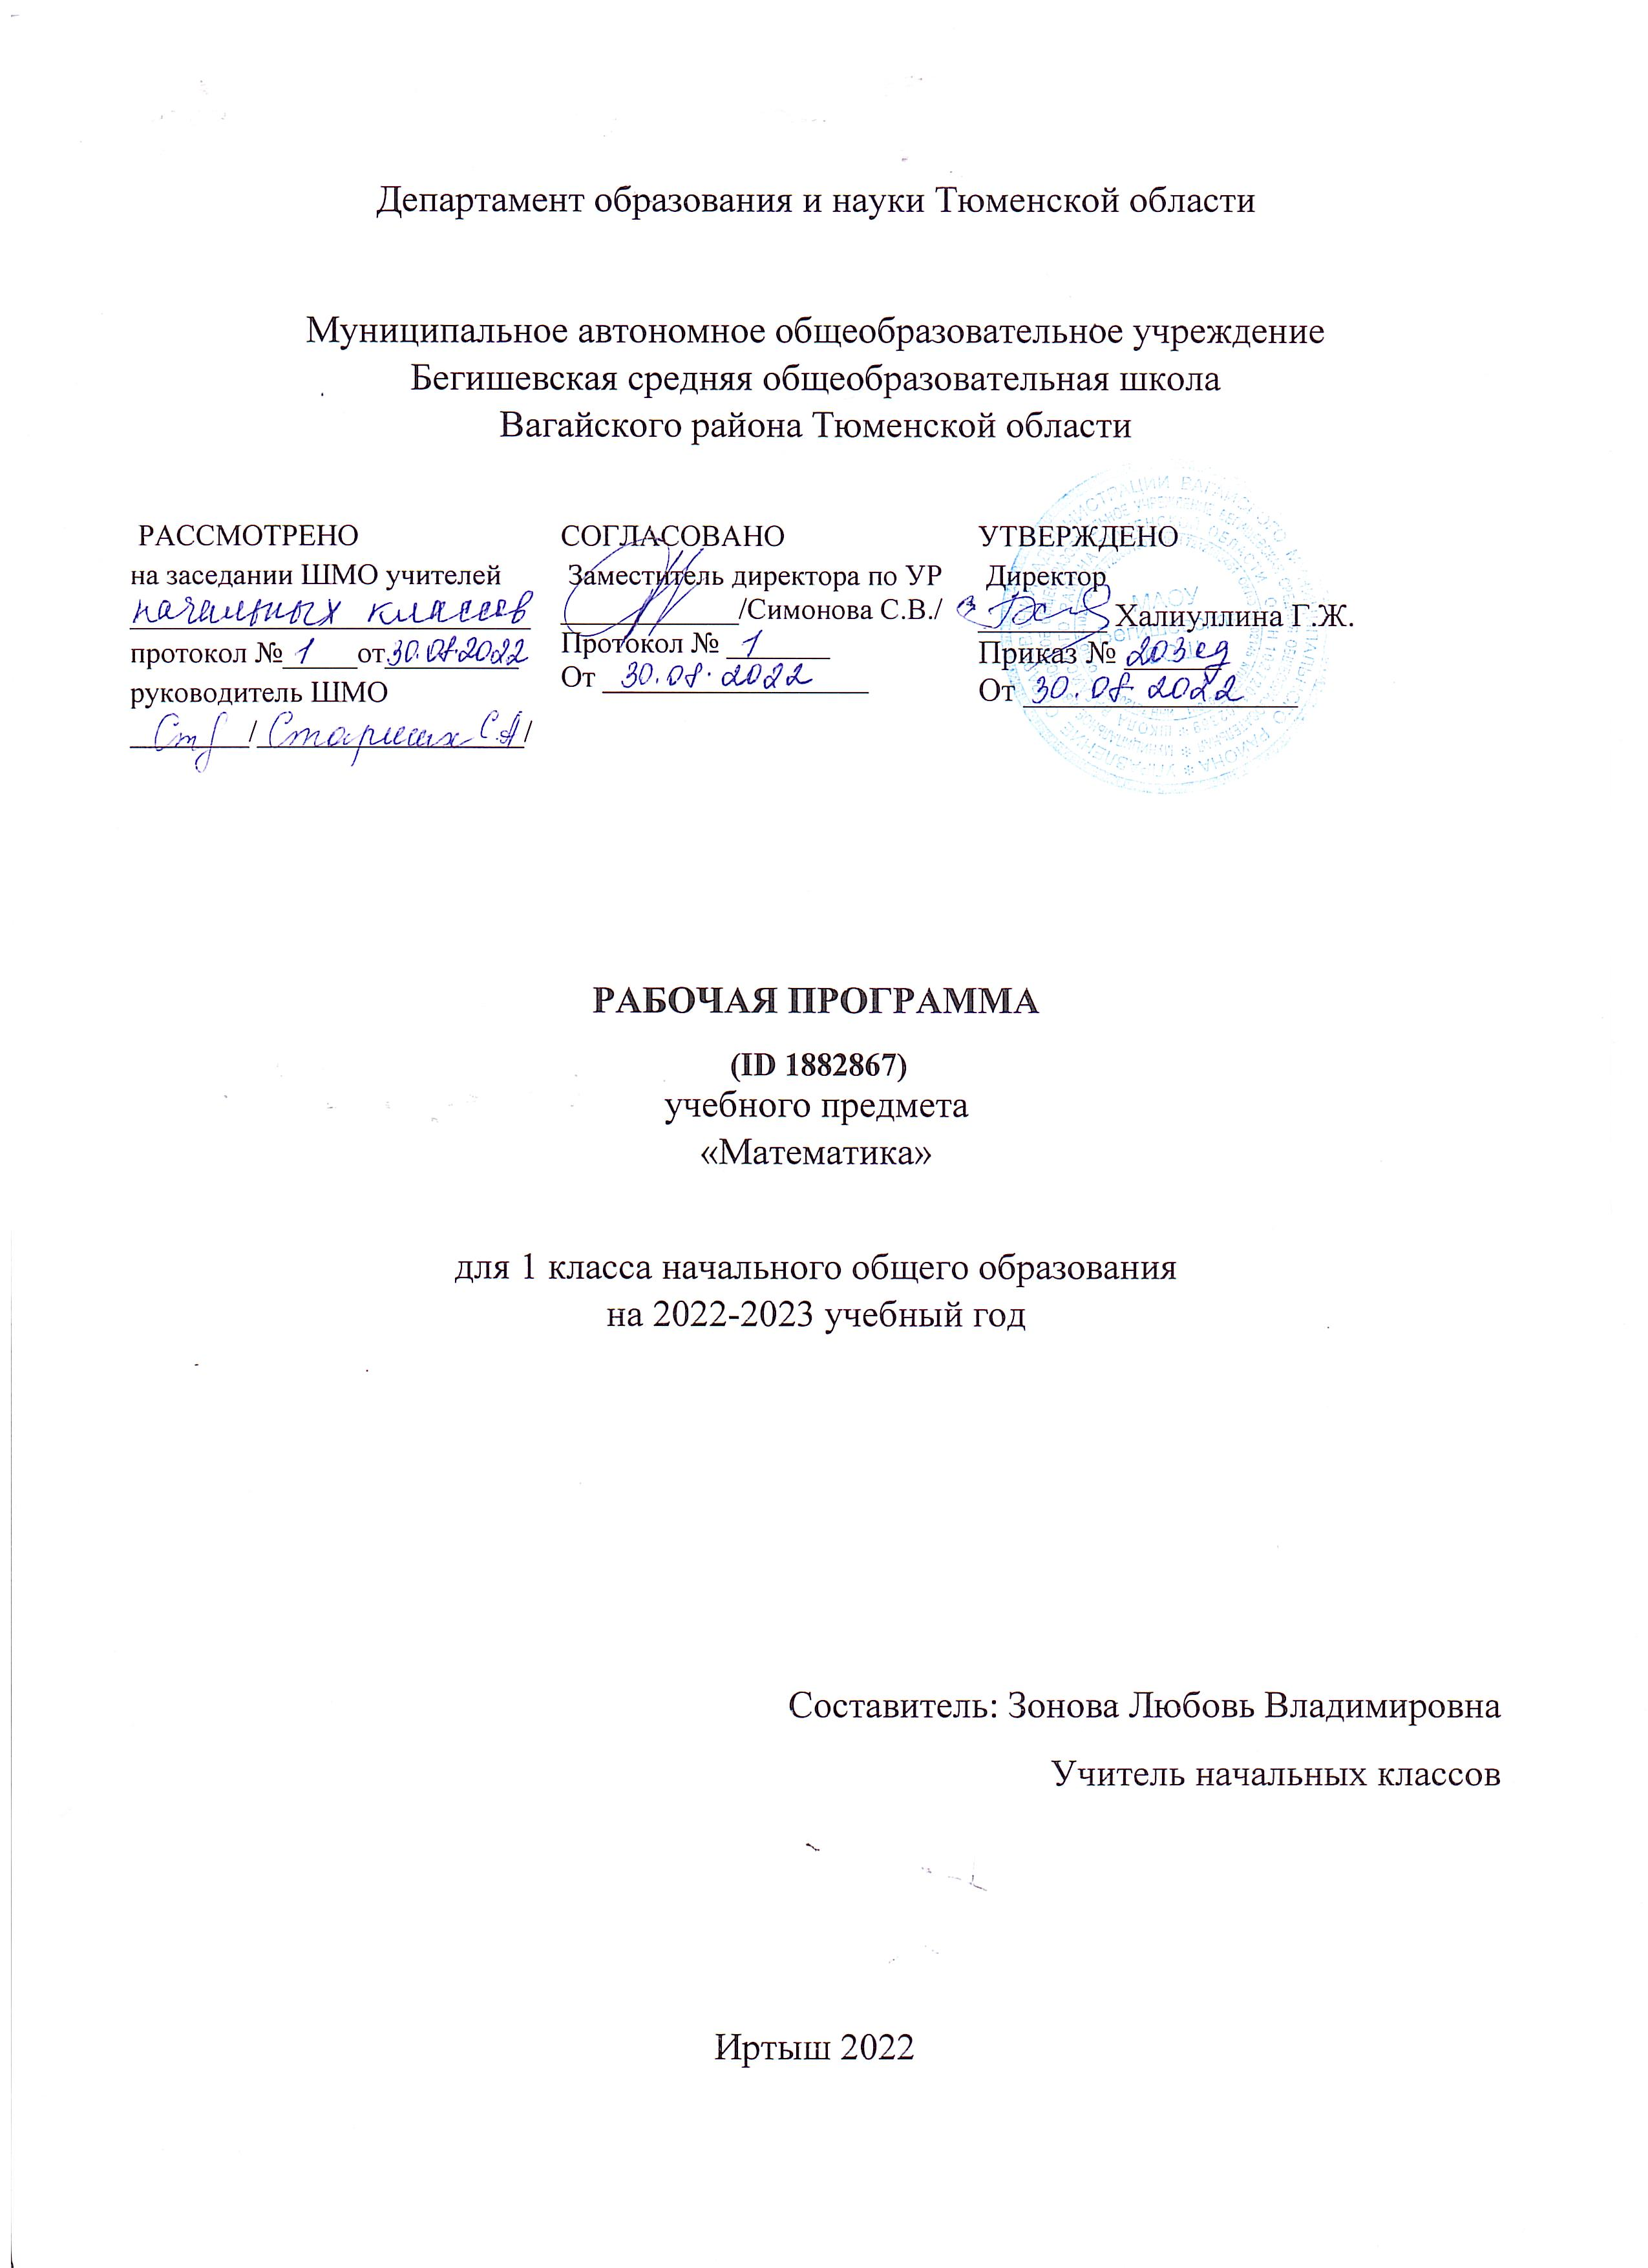 Департамент образования и науки Тюменской области
Муниципальное автономное общеобразовательное учреждение
Бегишевская средняя общеобразовательная школа
Вагайского района Тюменской области
РАССМОТРЕНО
на заседании ШМО учителей
начальных классов
протокол № 1 от 30.08.2022
руководитель ШМО
/ С.А /
СОГЛАСОВАНО
Заместитель директора по УР
/Симонова С.В./
Протокол № 1
От 30.08.2022
УТВЕРЖДЕНО
Директор
Халиуллина Г.Ж.
Приказ № 203 од
От 30.08.2022
РАБОЧАЯ ПРОГРАММА
(ID 1882867)
учебного предмета
«Математика»
для 1 класса начального общего образования
на 2022-2023 учебный год
Составитель: Зонова Любовь Владимировна
Учитель начальных классов
Иртыш 2022